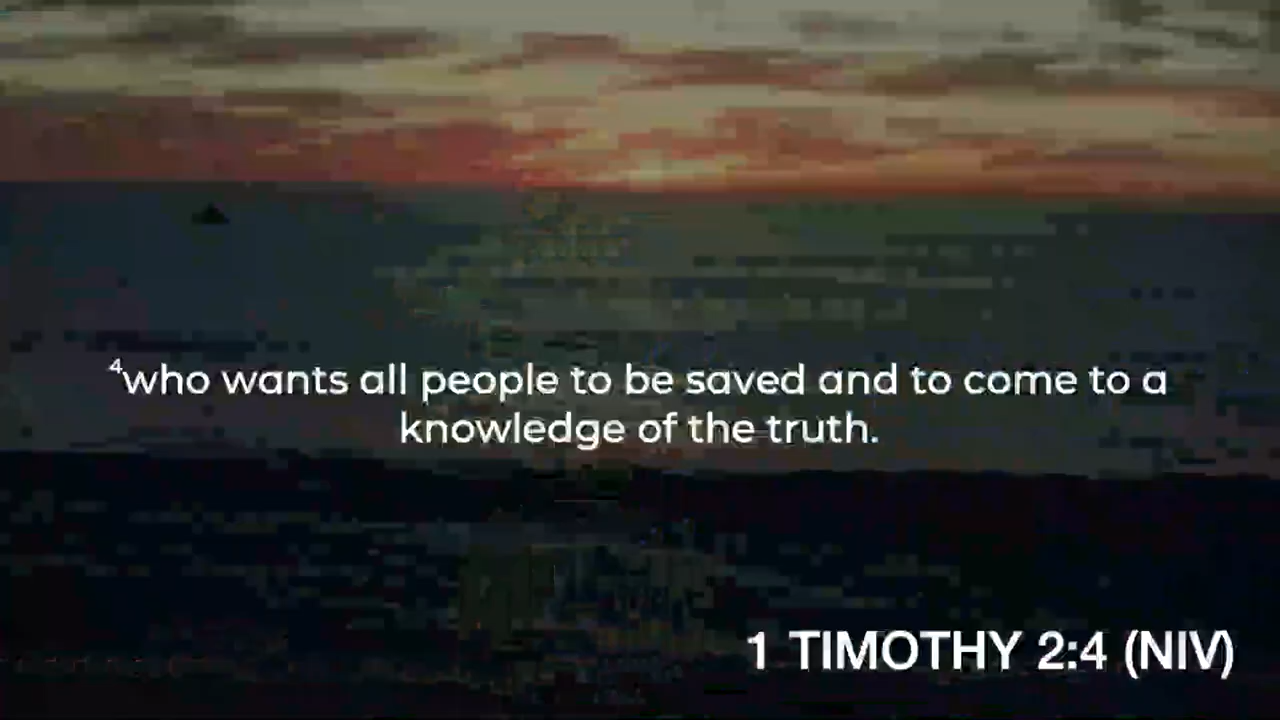 ⁴who wants all people to be saved and to come to a
knowledge of the truth.
1 TIMOTHY 2:4 (NIV)